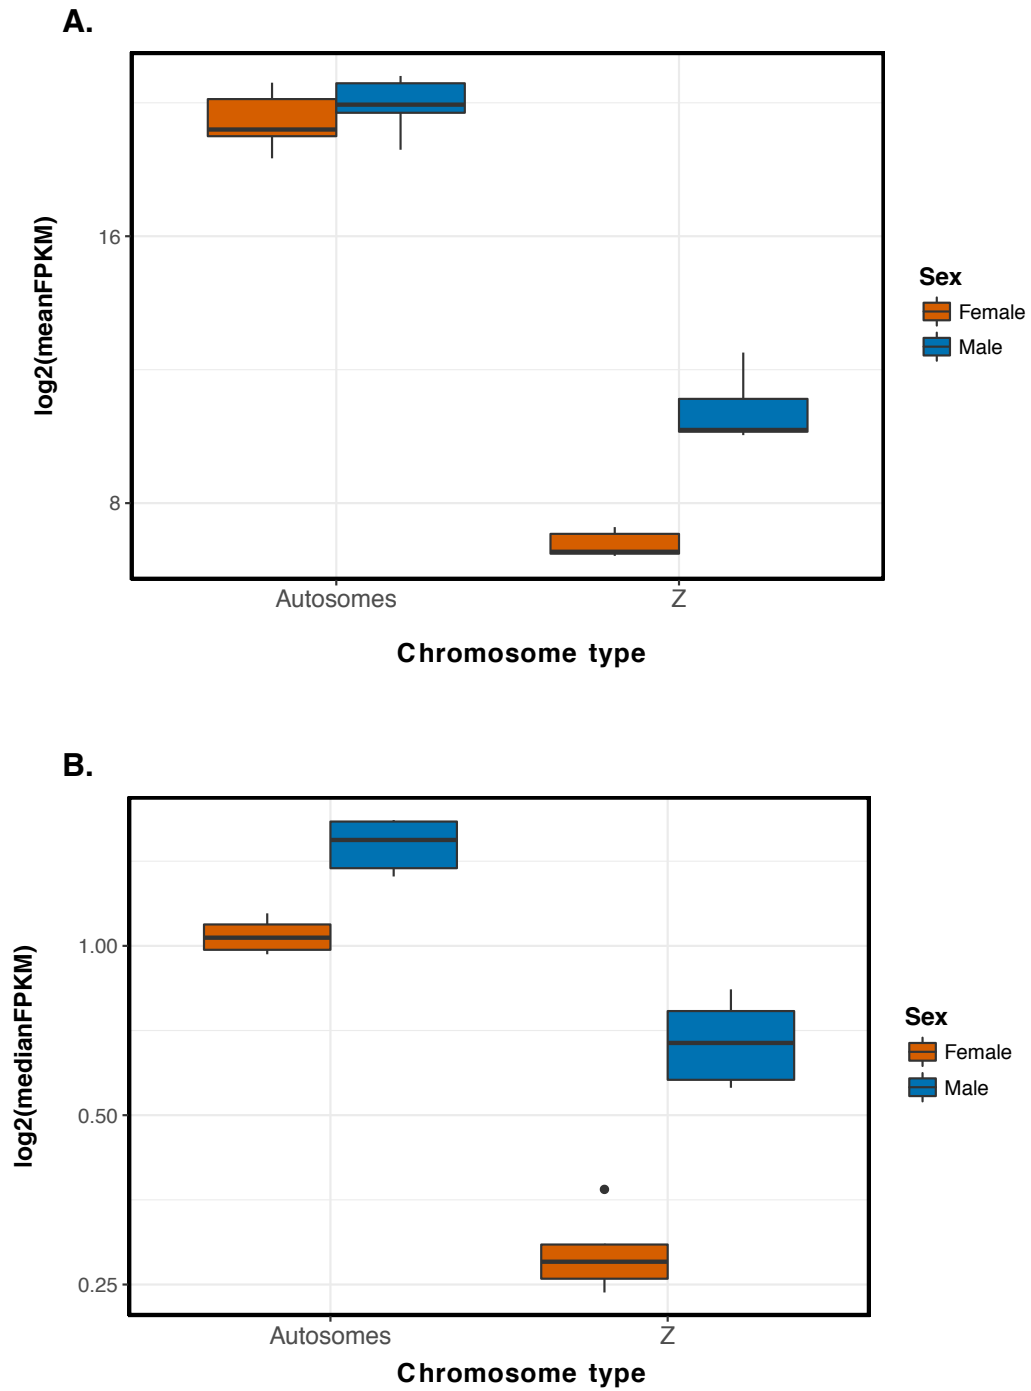 A.
log2(meanFPKM)
16
8
Autosomes
Z
Chromosome type
Sex
Female
Male
B.
log2(medianFPKM)
1.00
0.50
0.25
Autosomes
Z
Chromosome type
Sex
Female
Male